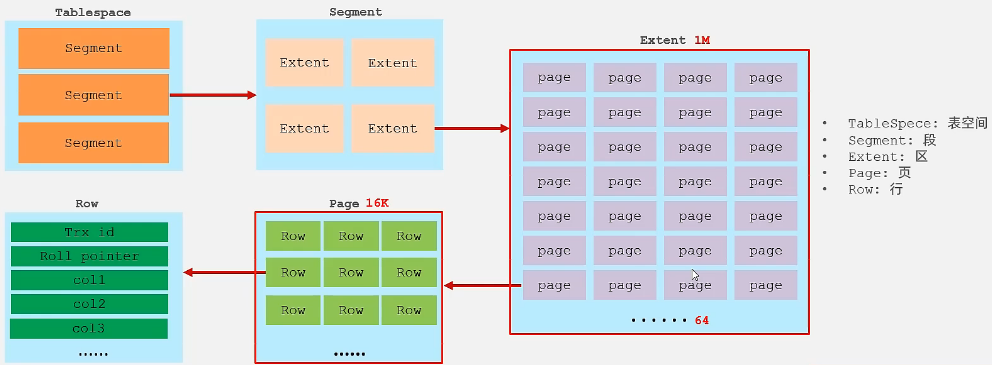 Tablespace
Segment
Segment
Segment
Segment
Extent Extent
Extent Extent
Extent 1M
page page page page
page page page page
page page page page
page page page page
page page page page
page page page page
page page page page
...... 64
• TableSpece: 表空间
• Segment: 段
• Extent: 区
• Page: 页
• Row: 行
Row
Trx id
Roll pointer
col1
col2
col3
......
Page 16K
Row Row Row
Row Row Row
Row Row Row
......